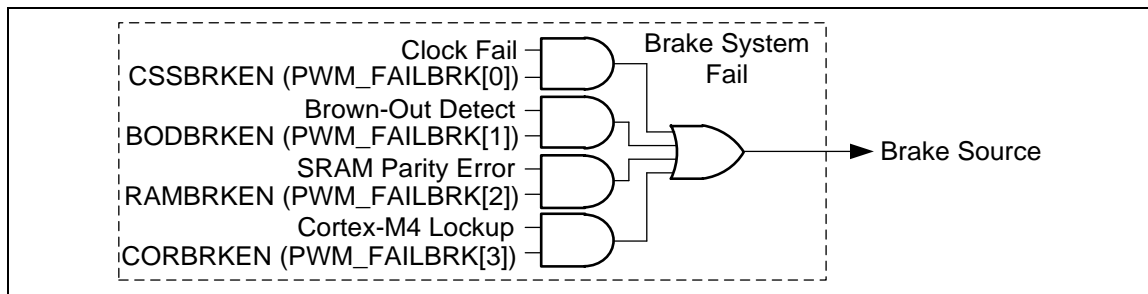 Clock Fail
CSSBRKEN (PWM_FAILBRK[0])
Brown-Out Detect
BODBRKEN (PWM_FAILBRK[1])
SRAM Parity Error
RAMBRKEN (PWM_FAILBRK[2])
Cortex-M4 Lockup
CORBRKEN (PWM_FAILBRK[3])
Brake System
Fail
Brake Source